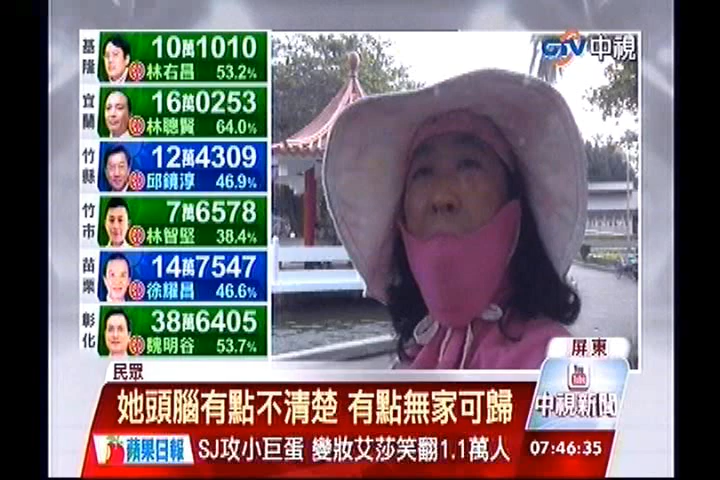 CTV中視
基隆
10萬1010
林右昌 53.2%
宜蘭
16萬0253
林聰賢 64.0%
竹縣
12萬4309
邱鏡淳 46.9%
竹市
7萬6578
林智堅 38.4%
苗栗
14萬7547
徐耀昌 46.6%
彰化
38萬6405
魏明谷 53.7%
民眾
屏東
她頭腦有點不清楚 有點無家可歸
You Tube
中視新聞
蘋果日報
SJ攻小巨蛋 變妝艾莎笑翻1.1萬人
07:46:35